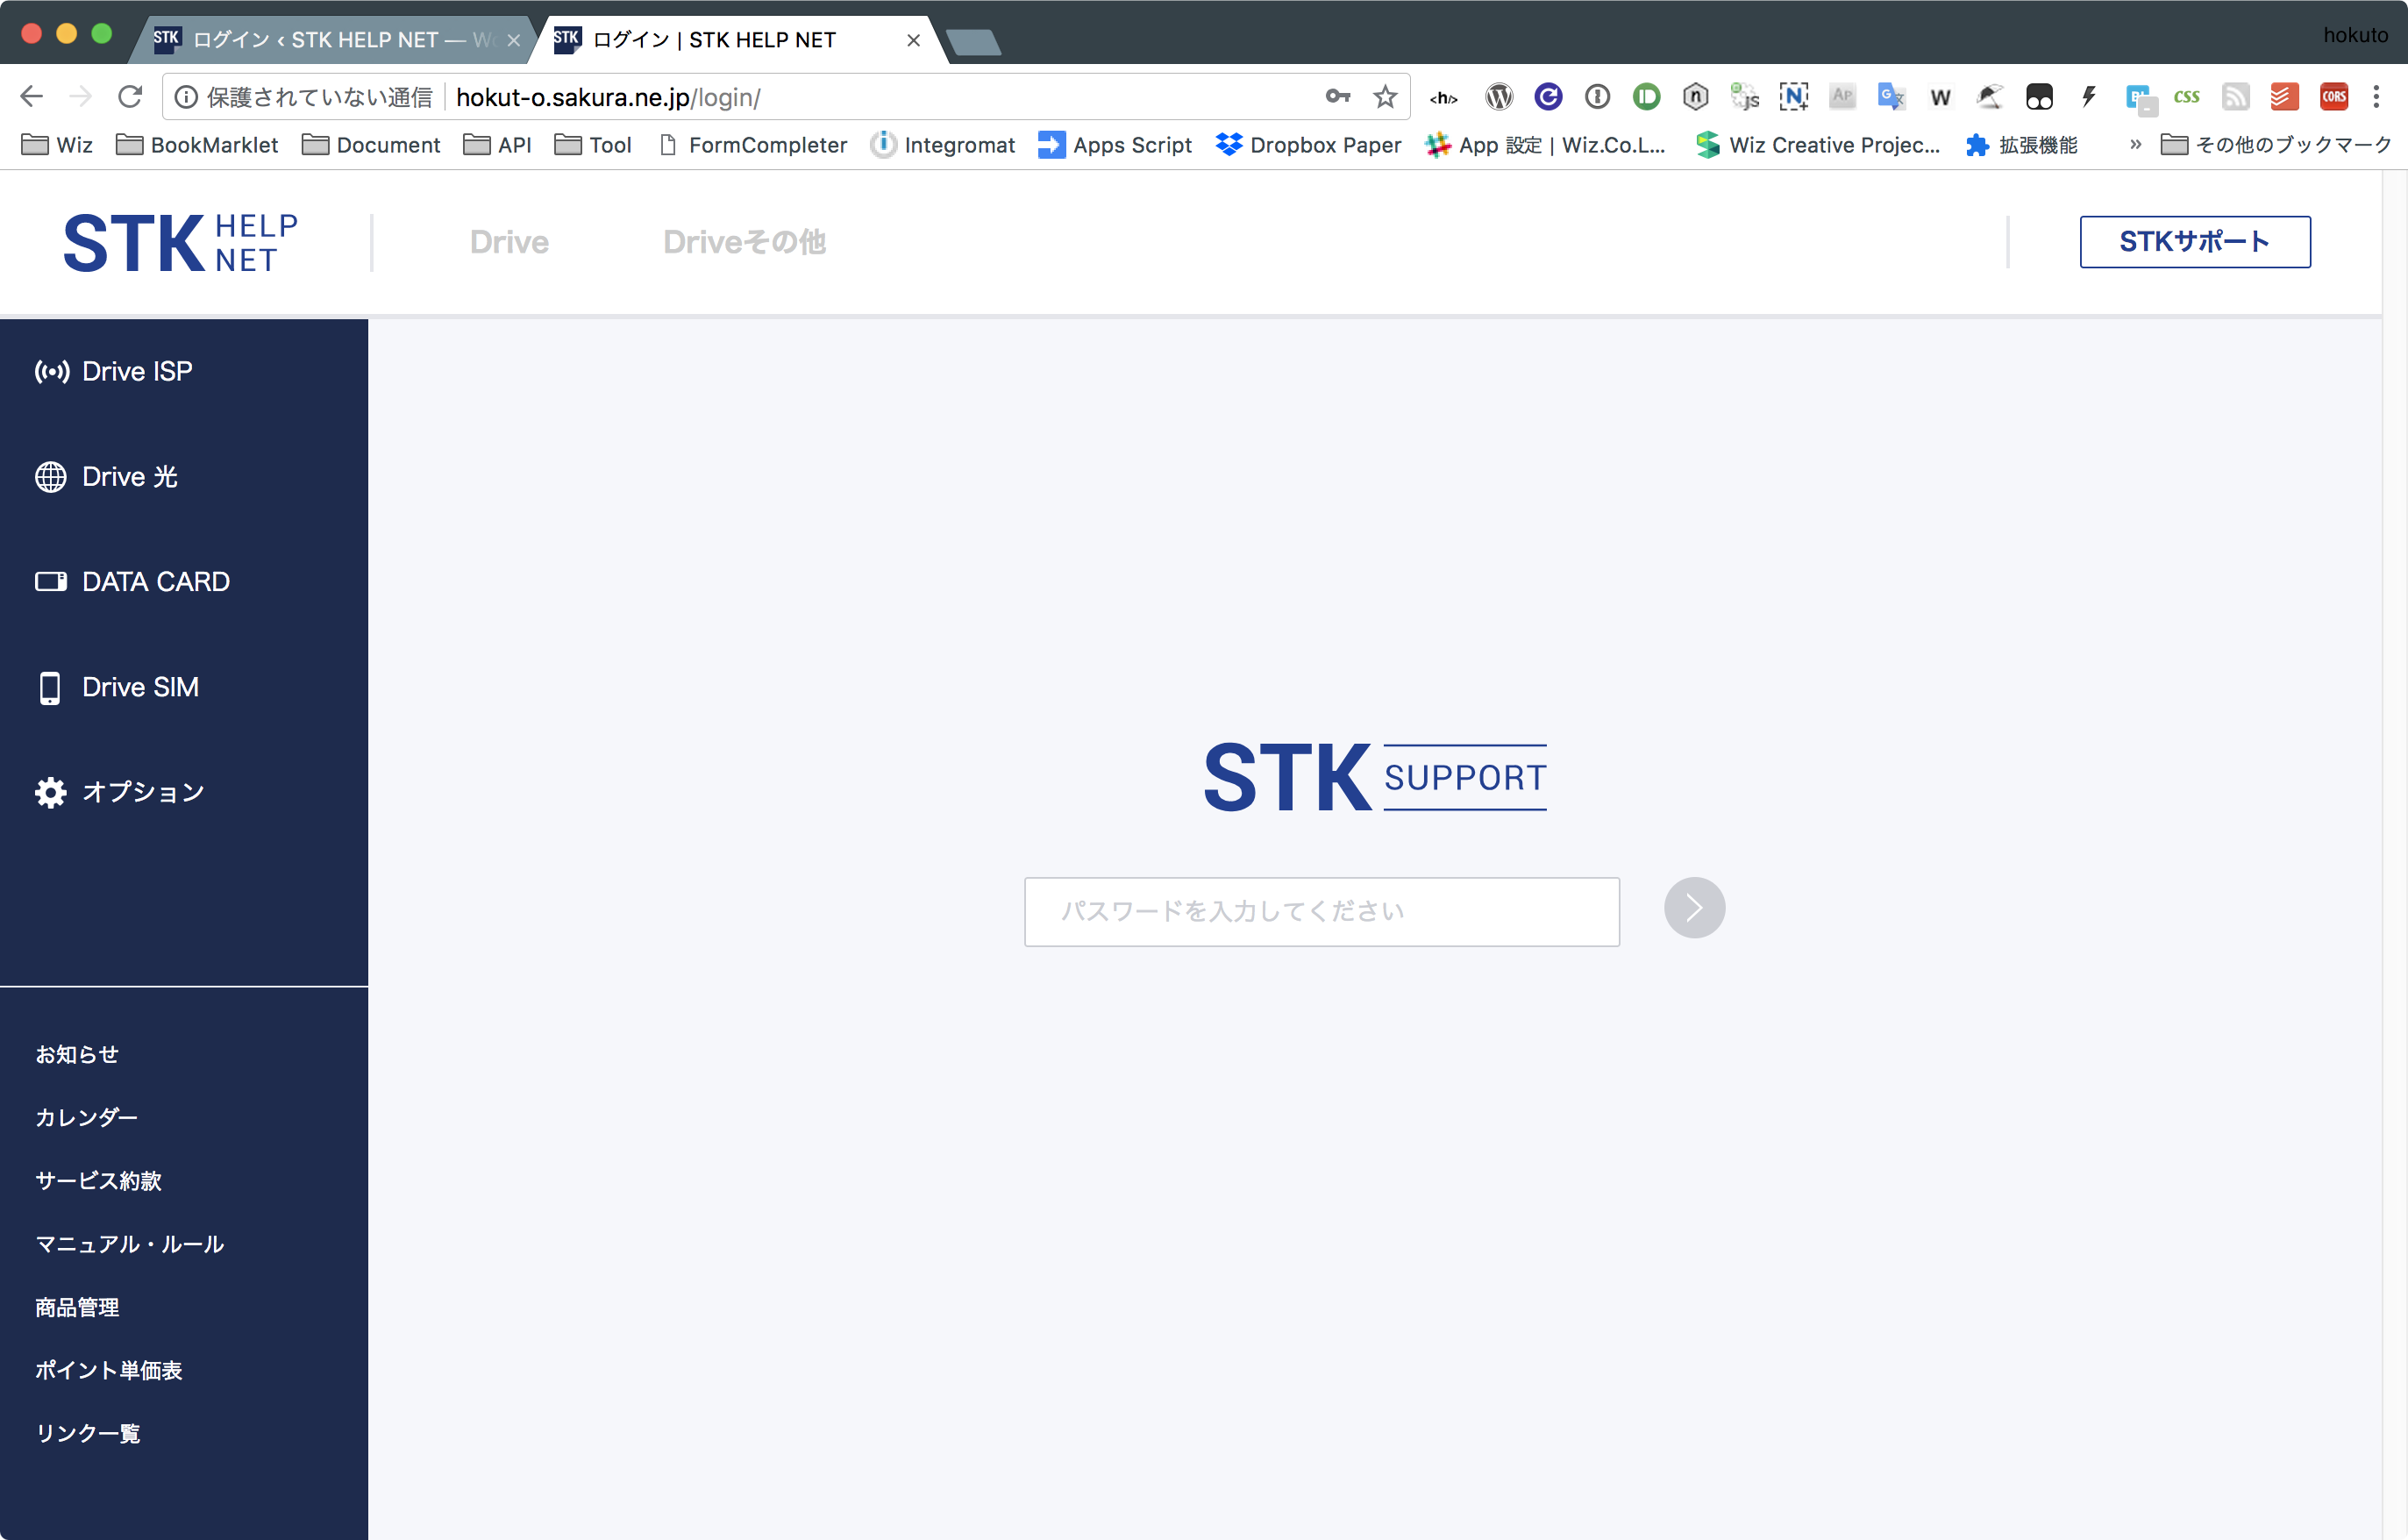 hokuto
STK ログイン ‹ STK HELP NET — W
STK ログイン | STK HELP NET
保護されていない通信 hokut-o.sakura.ne.jp/login/
<h/> n js N AP G W css CORS
Wiz BookMarklet Document API Tool FormCompleter Integromat Apps Script Dropbox Paper App 設定 | Wiz.Co.L... Wiz Creative Projec... 拡張機能 » その他のブックマーク
STK HELP NET
Drive Driveその他 STKサポート
Drive ISP
Drive 光
DATA CARD
Drive SIM
オプション
STK SUPPORT
パスワードを入力してください
お知らせ
カレンダー
サービス約款
マニュアル・ルール
商品管理
ポイント単価表
リンク一覧